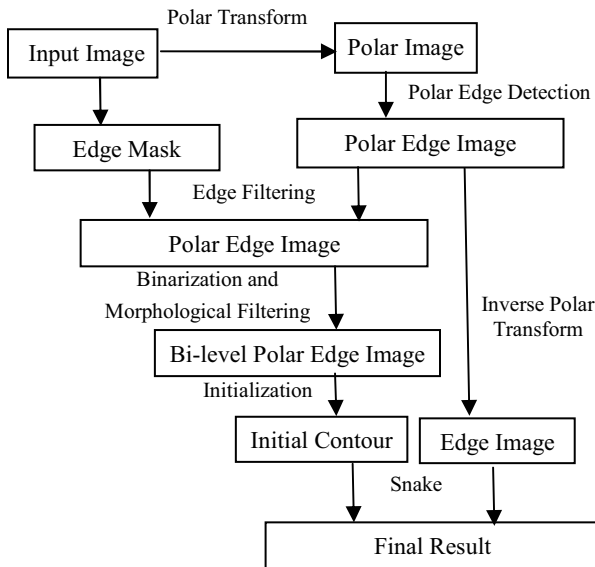 Polar Transform
Input Image
Polar Image
Polar Edge Detection
Edge Mask
Polar Edge Image
Edge Filtering
Polar Edge Image
Binarization and
Morphological Filtering
Inverse Polar
Transform
Bi-level Polar Edge Image
Initialization
Initial Contour
Edge Image
Snake
Final Result